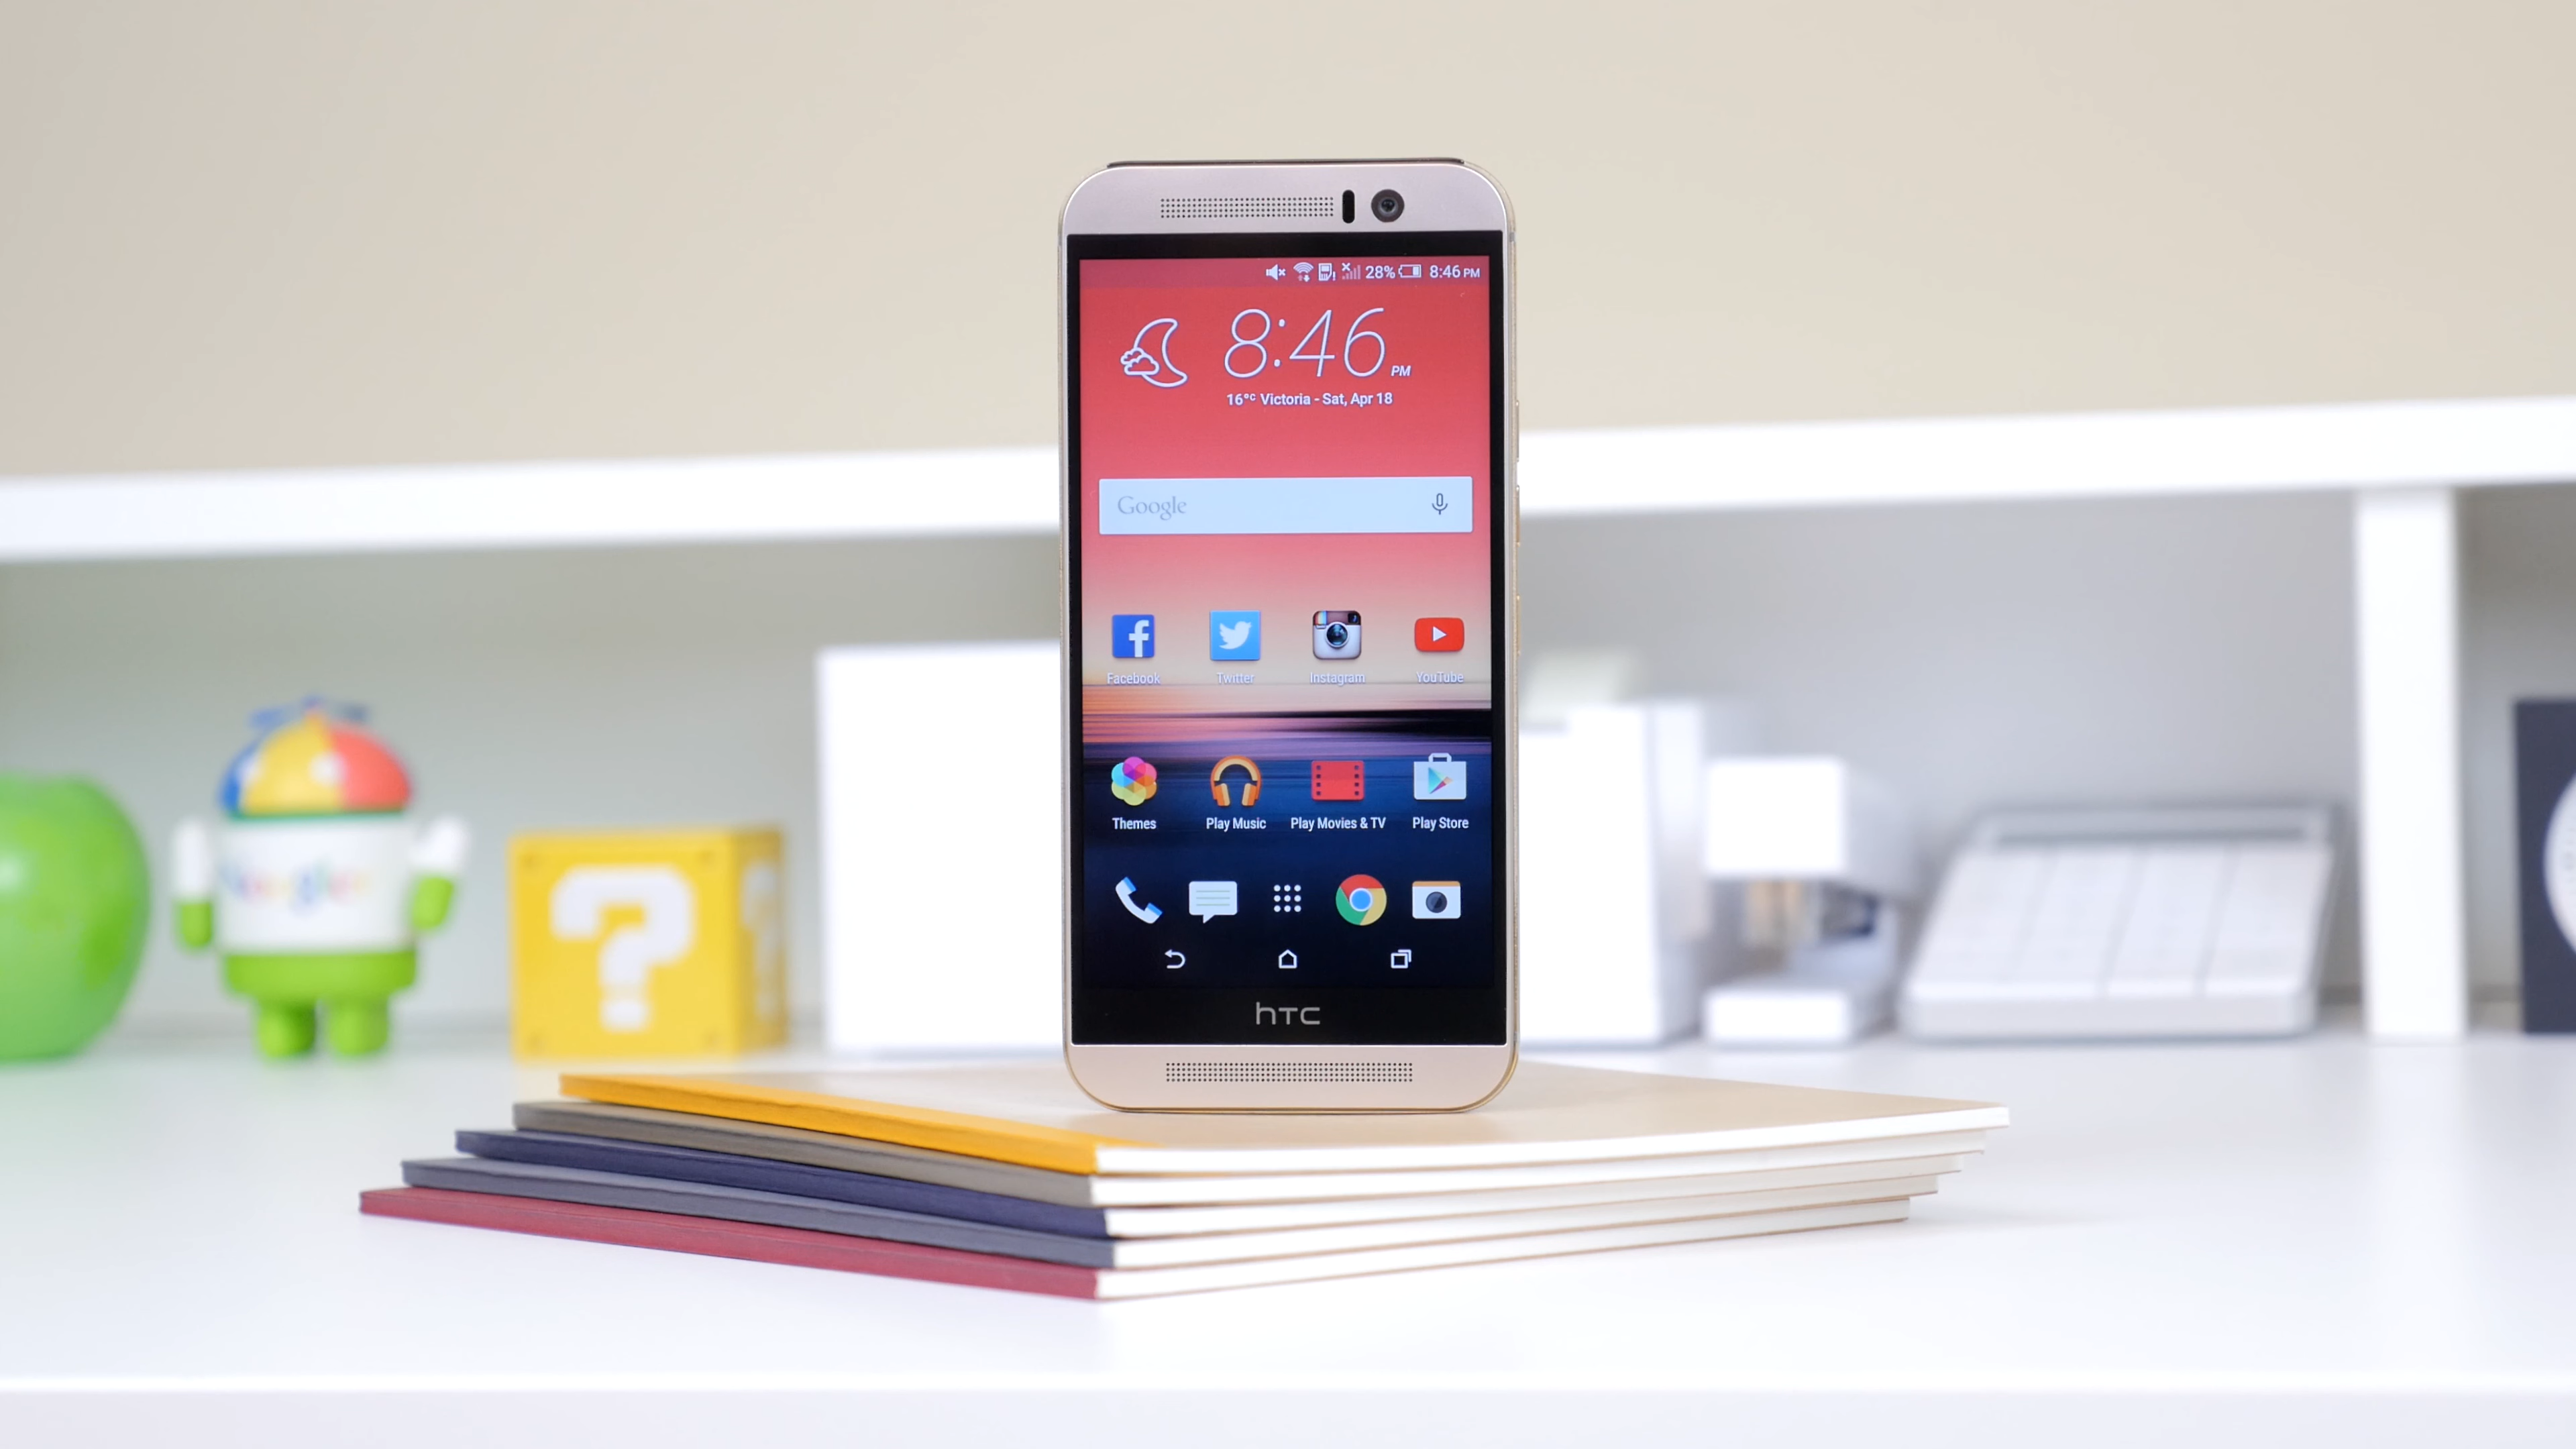 28% 8:46 PM
8:46 PM
16°C Victoria - Sat, Apr 18
Google
Facebook Twitter Instagram YouTube
Themes Play Music Play Movies & TV Play Store
hTC
Google
?